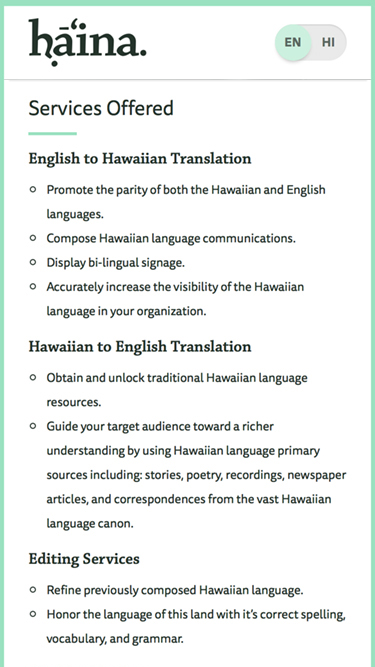 hāʻina.
EN HI
Services Offered
English to Hawaiian Translation
Promote the parity of both the Hawaiian and English
languages.
Compose Hawaiian language communications.
Display bi-lingual signage.
Accurately increase the visibility of the Hawaiian
language in your organization.
Hawaiian to English Translation
Obtain and unlock traditional Hawaiian language
resources.
Guide your target audience toward a richer
understanding by using Hawaiian language primary
sources including: stories, poetry, recordings, newspaper
articles, and correspondences from the vast Hawaiian
language canon.
Editing Services
Refine previously composed Hawaiian language.
Honor the language of this land with it's correct spelling,
vocabulary, and grammar.